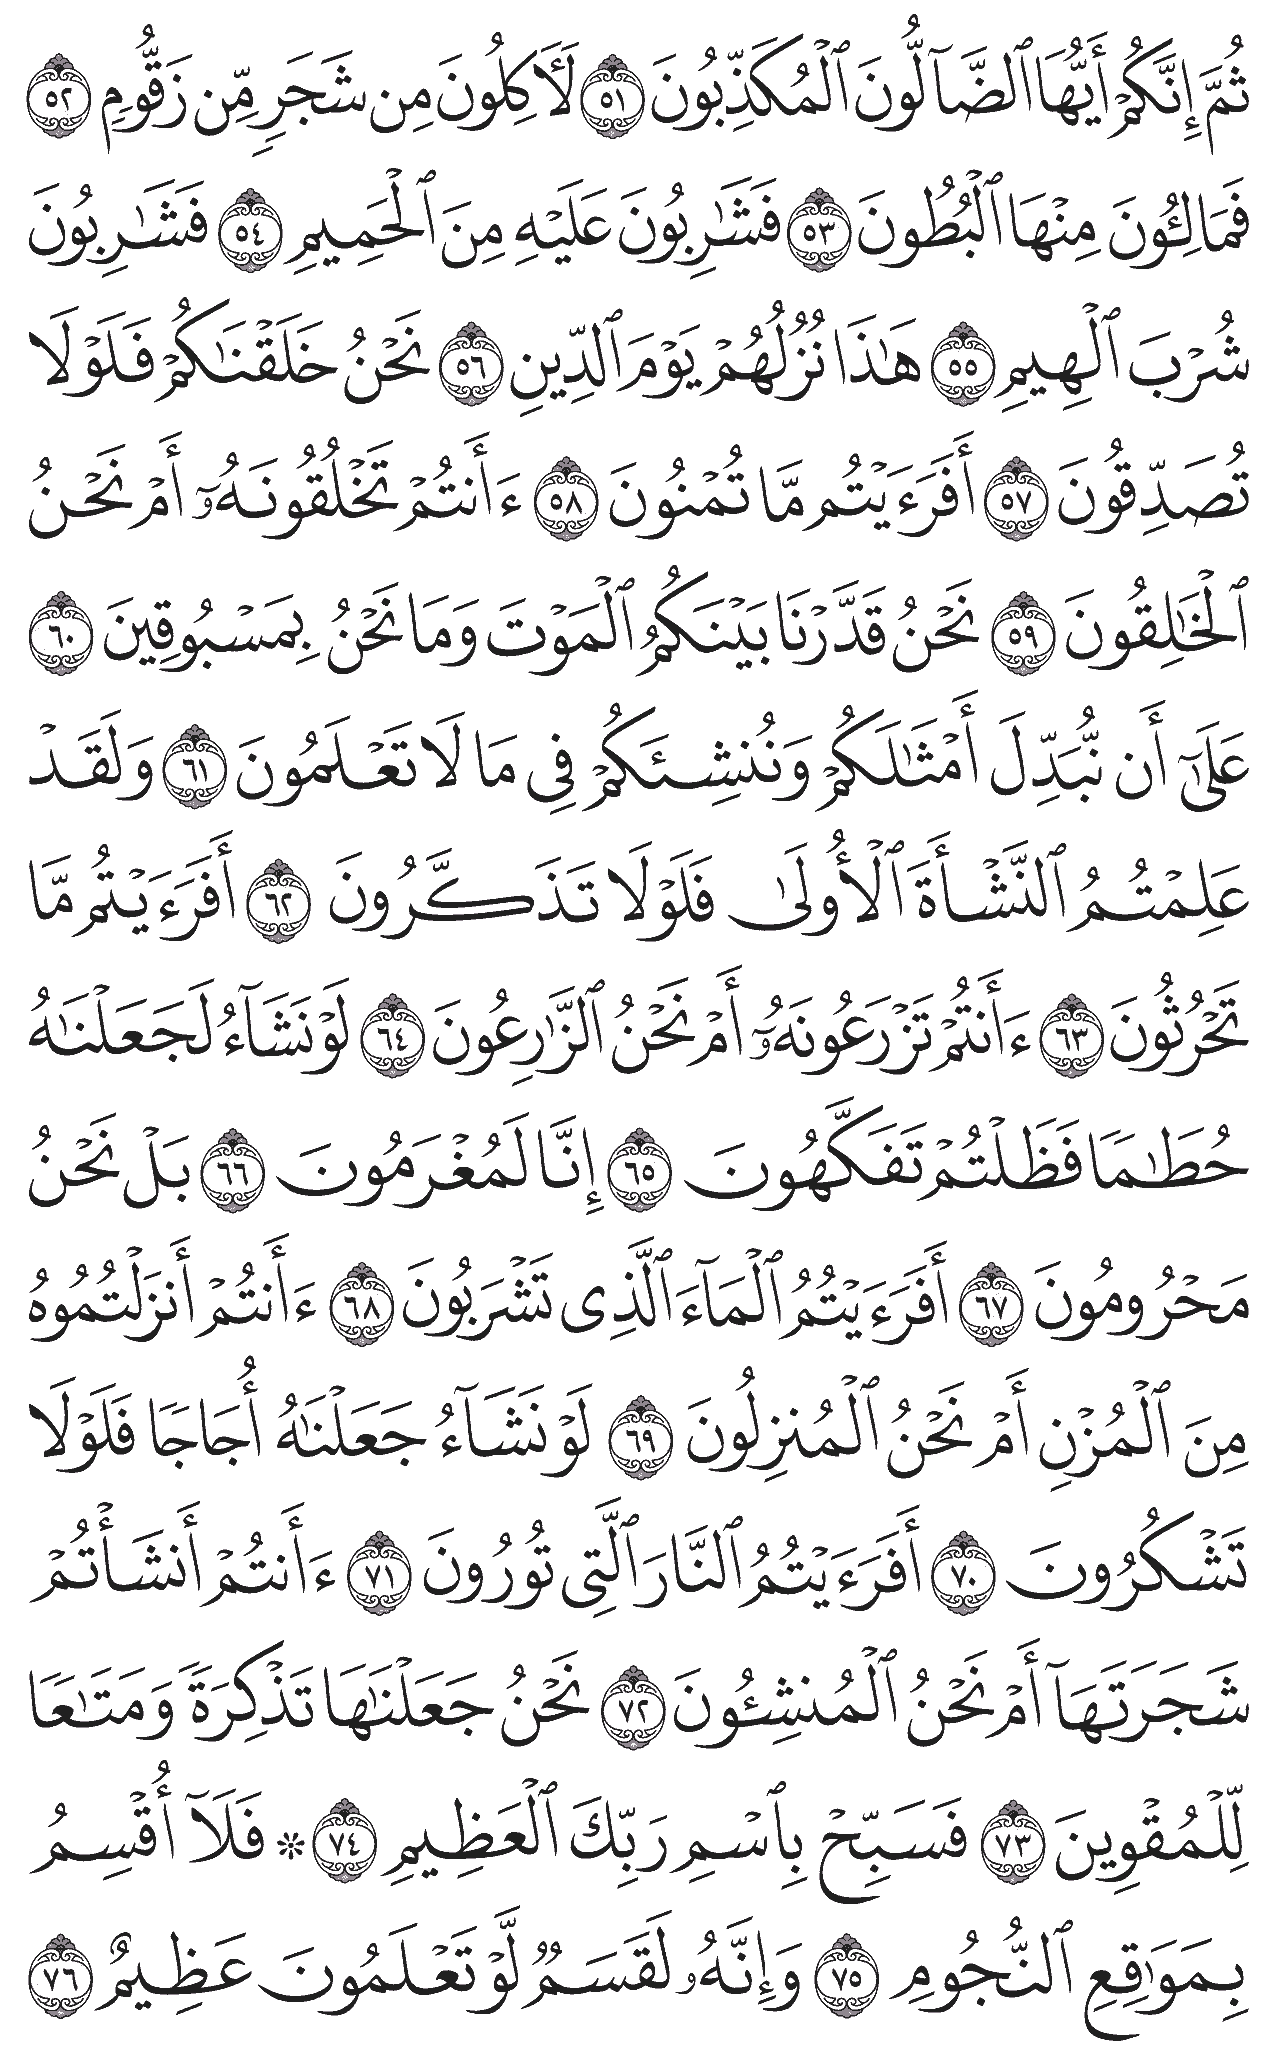 ثُمَّ إِنَّكُمْ أَيُّهَا ٱلضَّآلُّونَ ٱلْمُكَذِّبُونَ ٥١ لَأٓكِلُونَ مِن شَجَرٍ مِّن زَقُّومٍ ٥٢
فَمَالِـُٔونَ مِنْهَا ٱلْبُطُونَ ٥٣ فَشَٰرِبُونَ عَلَيْهِ مِنَ ٱلْحَمِيمِ ٥٤ فَشَٰرِبُونَ
شُرْبَ ٱلْهِيمِ ٥٥ هَٰذَا نُزُلُهُمْ يَوْمَ ٱلدِّينِ ٥٦ نَحْنُ خَلَقْنَٰكُمْ فَلَوْلَا
تُصَدِّقُونَ ٥٧ أَفَرَءَيْتُم مَّا تُمْنُونَ ٥٨ ءَأَنتُمْ تَخْلُقُونَهُۥٓ أَمْ نَحْنُ
ٱلْخَٰلِقُونَ ٥٩ نَحْنُ قَدَّرْنَا بَيْنَكُمُ ٱلْمَوْتَ وَمَا نَحْنُ بِمَسْبُوقِينَ ٦٠
عَلَىٰٓ أَن نُّبَدِّلَ أَمْثَٰلَكُمْ وَنُنشِئَكُمْ فِى مَا لَا تَعْلَمُونَ ٦١ وَلَقَدْ
عَلِمْتُمُ ٱلنَّشْأَةَ ٱلْأُولَىٰ فَلَوْلَا تَذَكَّرُونَ ٦٢ أَفَرَءَيْتُم مَّا
تَحْرُثُونَ ٦٣ ءَأَنتُمْ تَزْرَعُونَهُۥٓ أَمْ نَحْنُ ٱلزَّٰرِعُونَ ٦٤ لَوْ نَشَآءُ لَجَعَلْنَٰهُ
حُطَٰمًا فَظَلْتُمْ تَفَكَّهُونَ ٦٥ إِنَّا لَمُغْرَمُونَ ٦٦ بَلْ نَحْنُ
مَحْرُومُونَ ٦٧ أَفَرَءَيْتُمُ ٱلْمَآءَ ٱلَّذِى تَشْرَبُونَ ٦٨ ءَأَنتُمْ أَنزَلْتُمُوهُ
مِنَ ٱلْمُزْنِ أَمْ نَحْنُ ٱلْمُنزِلُونَ ٦٩ لَوْ نَشَآءُ جَعَلْنَٰهُ أُجَاجًا فَلَوْلَا
تَشْكُرُونَ ٧٠ أَفَرَءَيْتُمُ ٱلنَّارَ ٱلَّتِى تُورُونَ ٧١ ءَأَنتُمْ أَنشَأْتُمْ
شَجَرَتَهَآ أَمْ نَحْنُ ٱلْمُنشِـُٔونَ ٧٢ نَحْنُ جَعَلْنَٰهَا تَذْكِرَةً وَمَتَٰعًا
لِّلْمُقْوِينَ ٧٣ فَسَبِّحْ بِٱسْمِ رَبِّكَ ٱلْعَظِيمِ ٧٤ ۞ فَلَآ أُقْسِمُ
بِمَوَٰقِعِ ٱلنُّجُومِ ٧٥ وَإِنَّهُۥ لَقَسَمٌ لَّوْ تَعْلَمُونَ عَظِيمٌ ٧٦